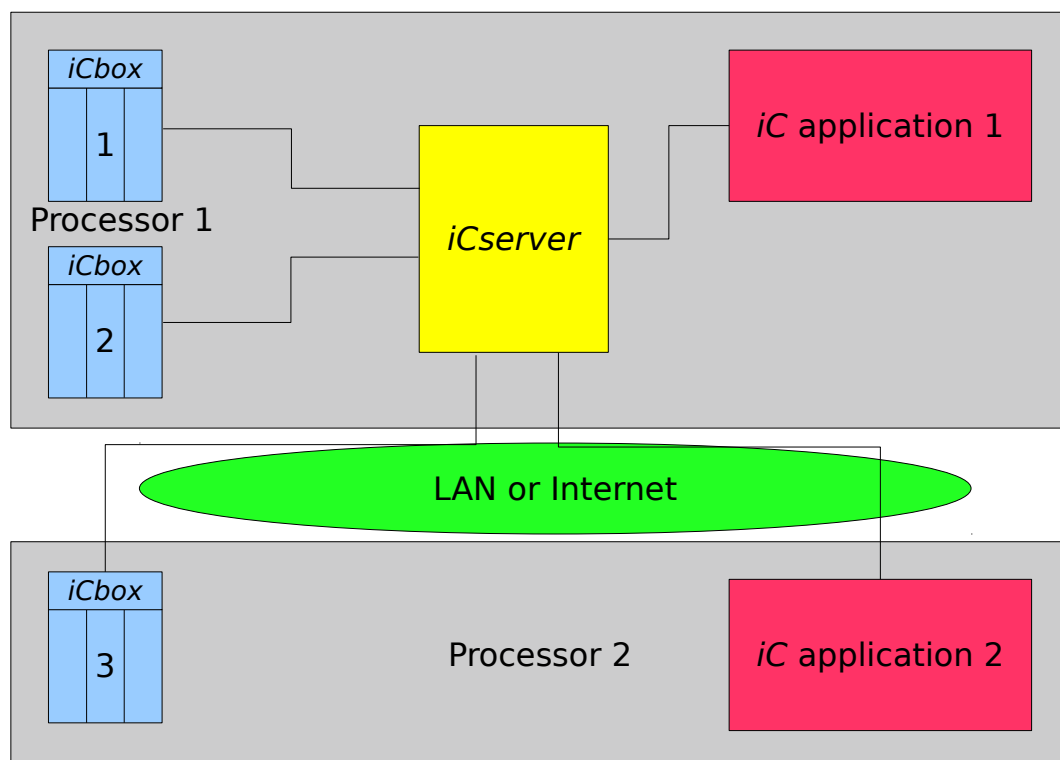 iCbox
1
iC application 1
Processor 1
iCserver
iCbox
2
LAN or Internet
iCbox
3
Processor 2
iC application 2